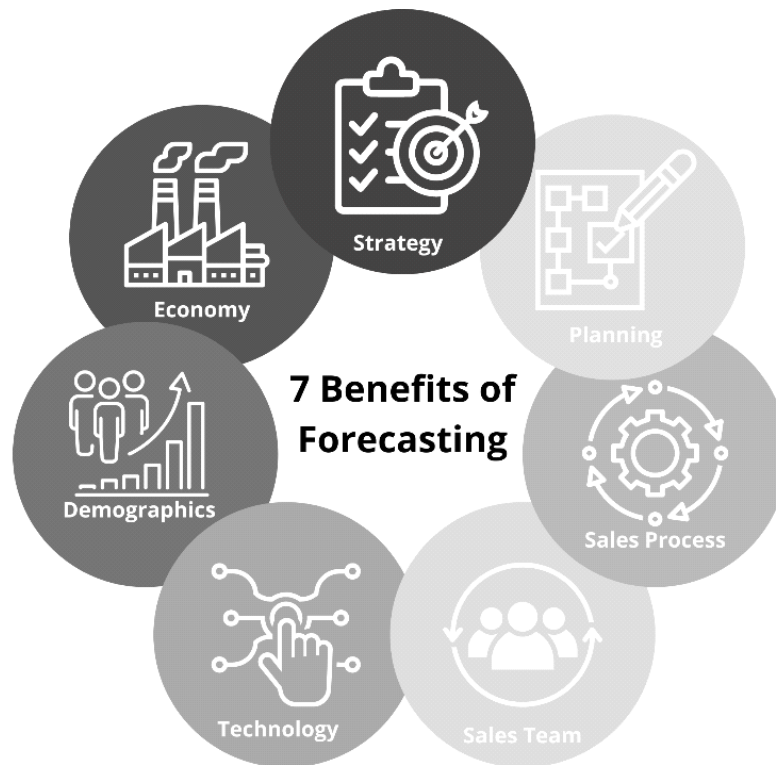 Strategy
Planning
Sales Process
Sales Team
Technology
Demographics
Economy
7 Benefits of
Forecasting